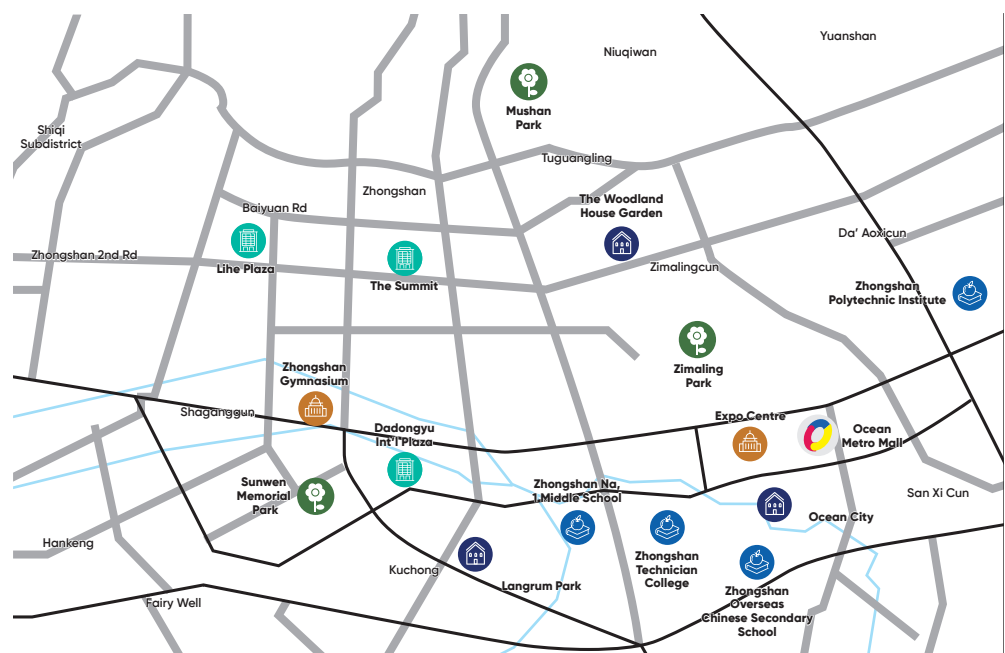 Yuanshan
Niuqiwan
Mushan
Park
Shiqi
Subdistrict
Tuguangling
Zhongshan
The Woodland
House Garden
Baiyuan Rd
Da' Aoxicun
Zhongshan 2nd Rd
Lihe Plaza
The Summit
Zimalingcun
Zhongshan
Polytechnic Institute
Zhongshan
Gymnasium
Zimaling
Park
Shaganggun
Expo Centre
Dadongyu
Int'l Plaza
Ocean
Metro Mall
Sunwen
Memorial
Park
Zhongshan Na,
1.Middle School
San Xi Cun
Ocean City
Hankeng
Kuchong
Langrum Park
Zhongshan
Technician
College
Fairy Well
Zhongshan
Overseas
Chinese Secondary
School